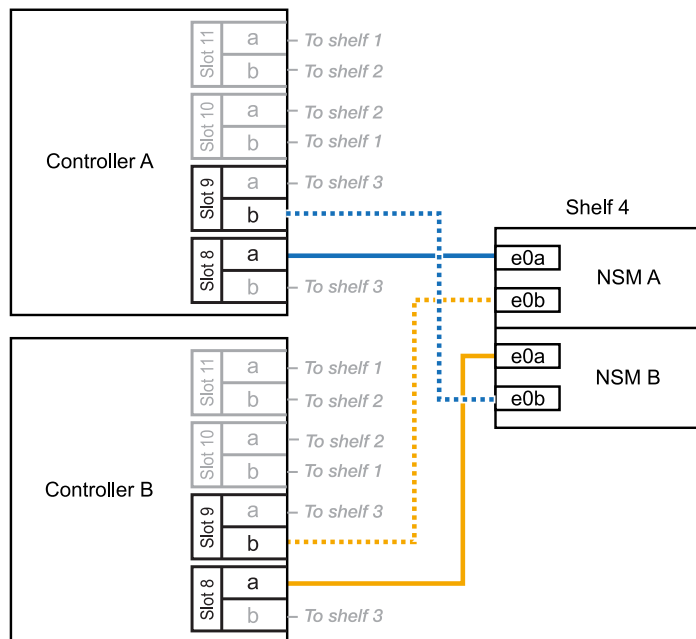 Controller A
Slot 11
a
To shelf 1
b
To shelf 2
Slot 10
a
To shelf 2
b
To shelf 1
Slot 9
a
To shelf 3
b
Slot 8
a
b
To shelf 3
Controller B
Slot 11
a
To shelf 1
b
To shelf 2
Slot 10
a
To shelf 2
b
To shelf 1
Slot 9
a
To shelf 3
b
Slot 8
a
b
To shelf 3
Shelf 4
e0a
NSM A
e0b
e0a
NSM B
e0b